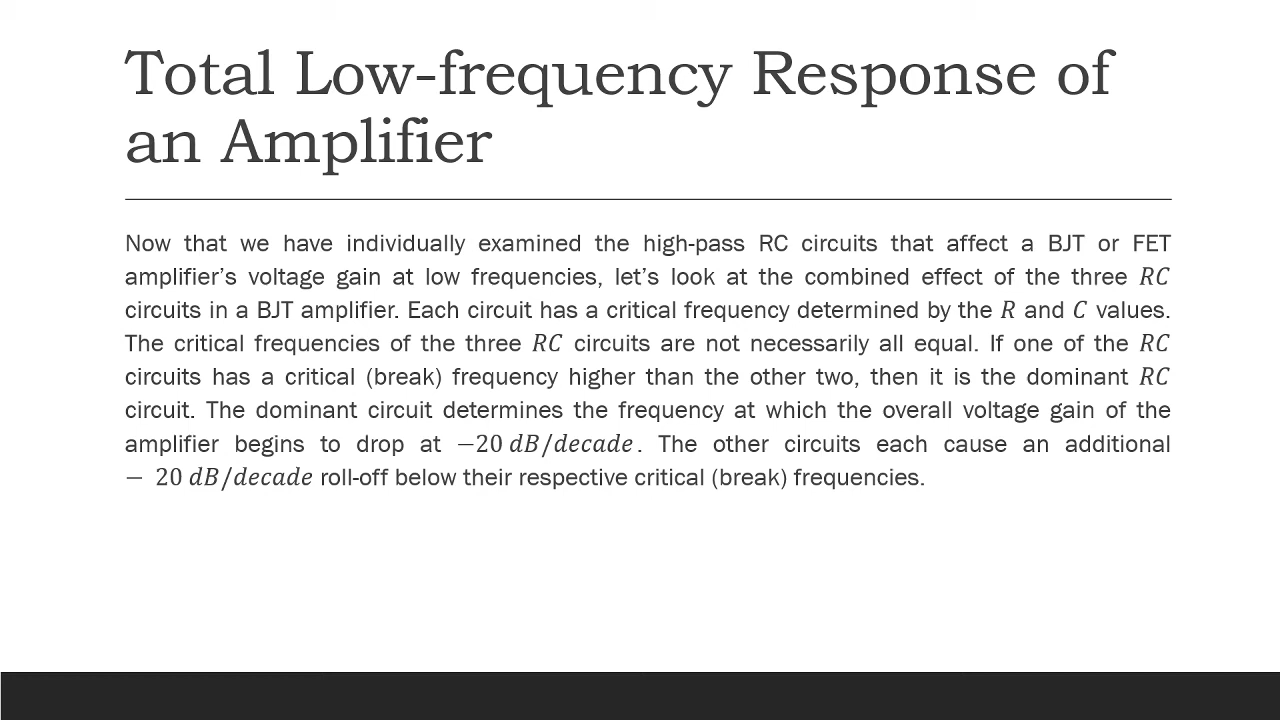 Total Low-frequency Response of
an Amplifier
Now that we have individually examined the high-pass RC circuits that affect a BJT or FET
amplifier’s voltage gain at low frequencies, let’s look at the combined effect of the three RC
circuits in a BJT amplifier. Each circuit has a critical frequency determined by the R and C values.
The critical frequencies of the three RC circuits are not necessarily all equal. If one of the RC
circuits has a critical (break) frequency higher than the other two, then it is the dominant RC
circuit. The dominant circuit determines the frequency at which the overall voltage gain of the
amplifier begins to drop at −20 dB/decade. The other circuits each cause an additional
− 20 dB/decade roll-off below their respective critical (break) frequencies.